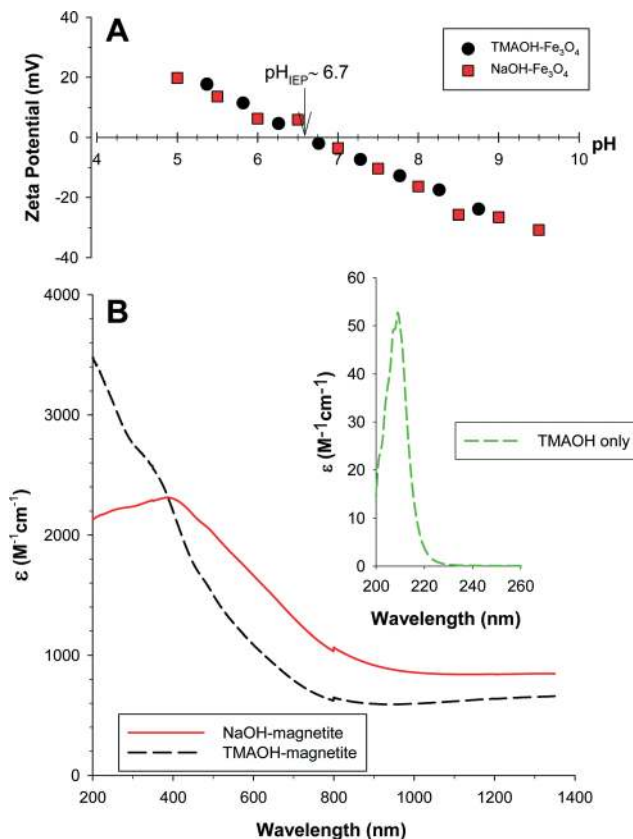 A
40
20
0
-20
-40
Zeta Potential (mV)
pHIEP~ 6.7
TMAOH-Fe3O4
NaOH-Fe3O4
4 5 6 7 8 9 10
pH
B
4000
3000
2000
1000
0
ε (M-1cm-1)
60
50
40
30
20
10
0
ε (M-1cm-1)
200 220 240 260
Wavelength (nm)
TMAOH only
NaOH-magnetite
TMAOH-magnetite
200 400 600 800 1000 1200 1400
Wavelength (nm)